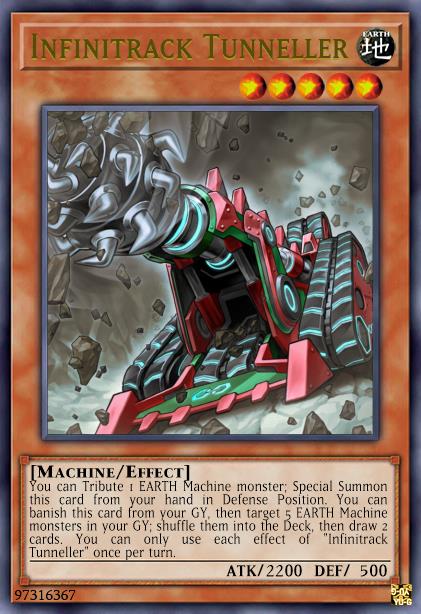 INFINITRACK TUNNELLER
EARTH
地
[MACHINE/EFFECT]
You can Tribute 1 EARTH Machine monster; Special Summon
this card from your hand in Defense Position. You can
banish this card from your GY, then target 5 EARTH Machine
monsters in your GY; shuffle them into the Deck, then draw 2
cards. You can only use each effect of "Infinitrack
Tunneller" once per turn.
ATK/2200 DEF/ 500
97316367